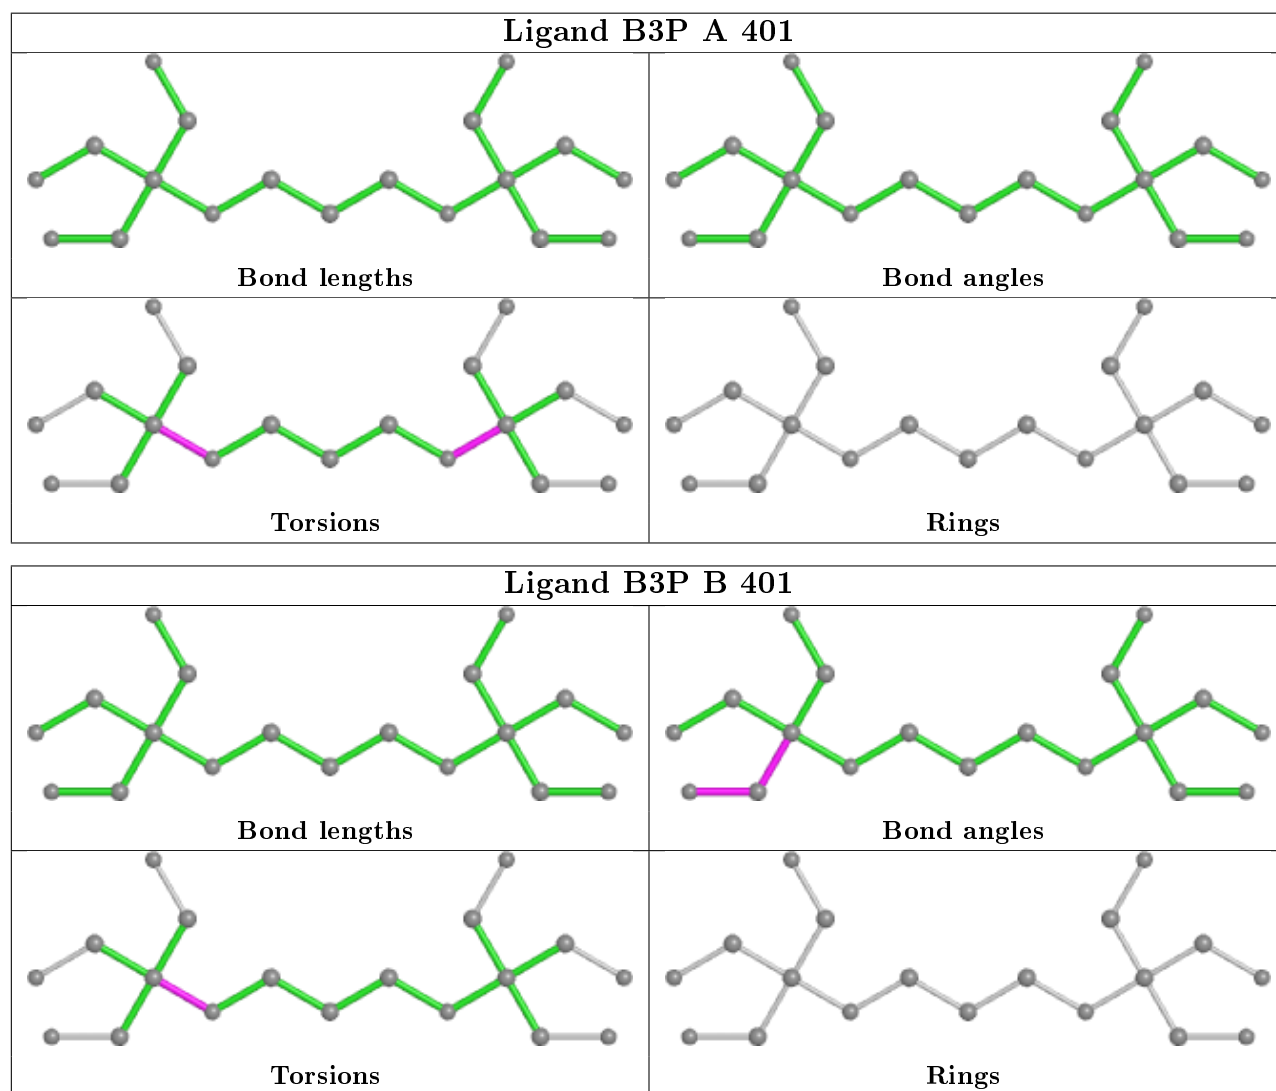 Ligand B3P A 401
Bond lengths
Bond angles
Torsions
Rings
Ligand B3P B 401
Bond lengths
Bond angles
Torsions
Rings